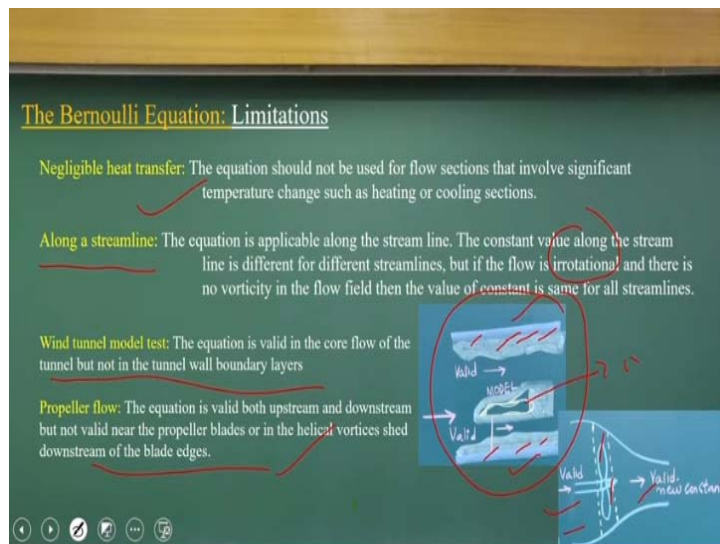 The Bernoulli Equation: Limitations
Negligible heat transfer: The equation should not be used for flow sections that involve significant
temperature change such as heating or cooling sections.
Along a streamline: The equation is applicable along the stream line. The constant value along the stream
line is different for different streamlines, but if the flow is irrotational and there is
no vorticity in the flow field then the value of constant is same for all streamlines.
Wind tunnel model test: The equation is valid in the core flow of the
tunnel but not in the tunnel wall boundary layers
Propeller flow: The equation is valid both upstream and downstream
but not valid near the propeller blades or in the helical vortices shed
downstream of the blade edges.
Valid
MODEL
Valid
Valid
Valid-
new constant